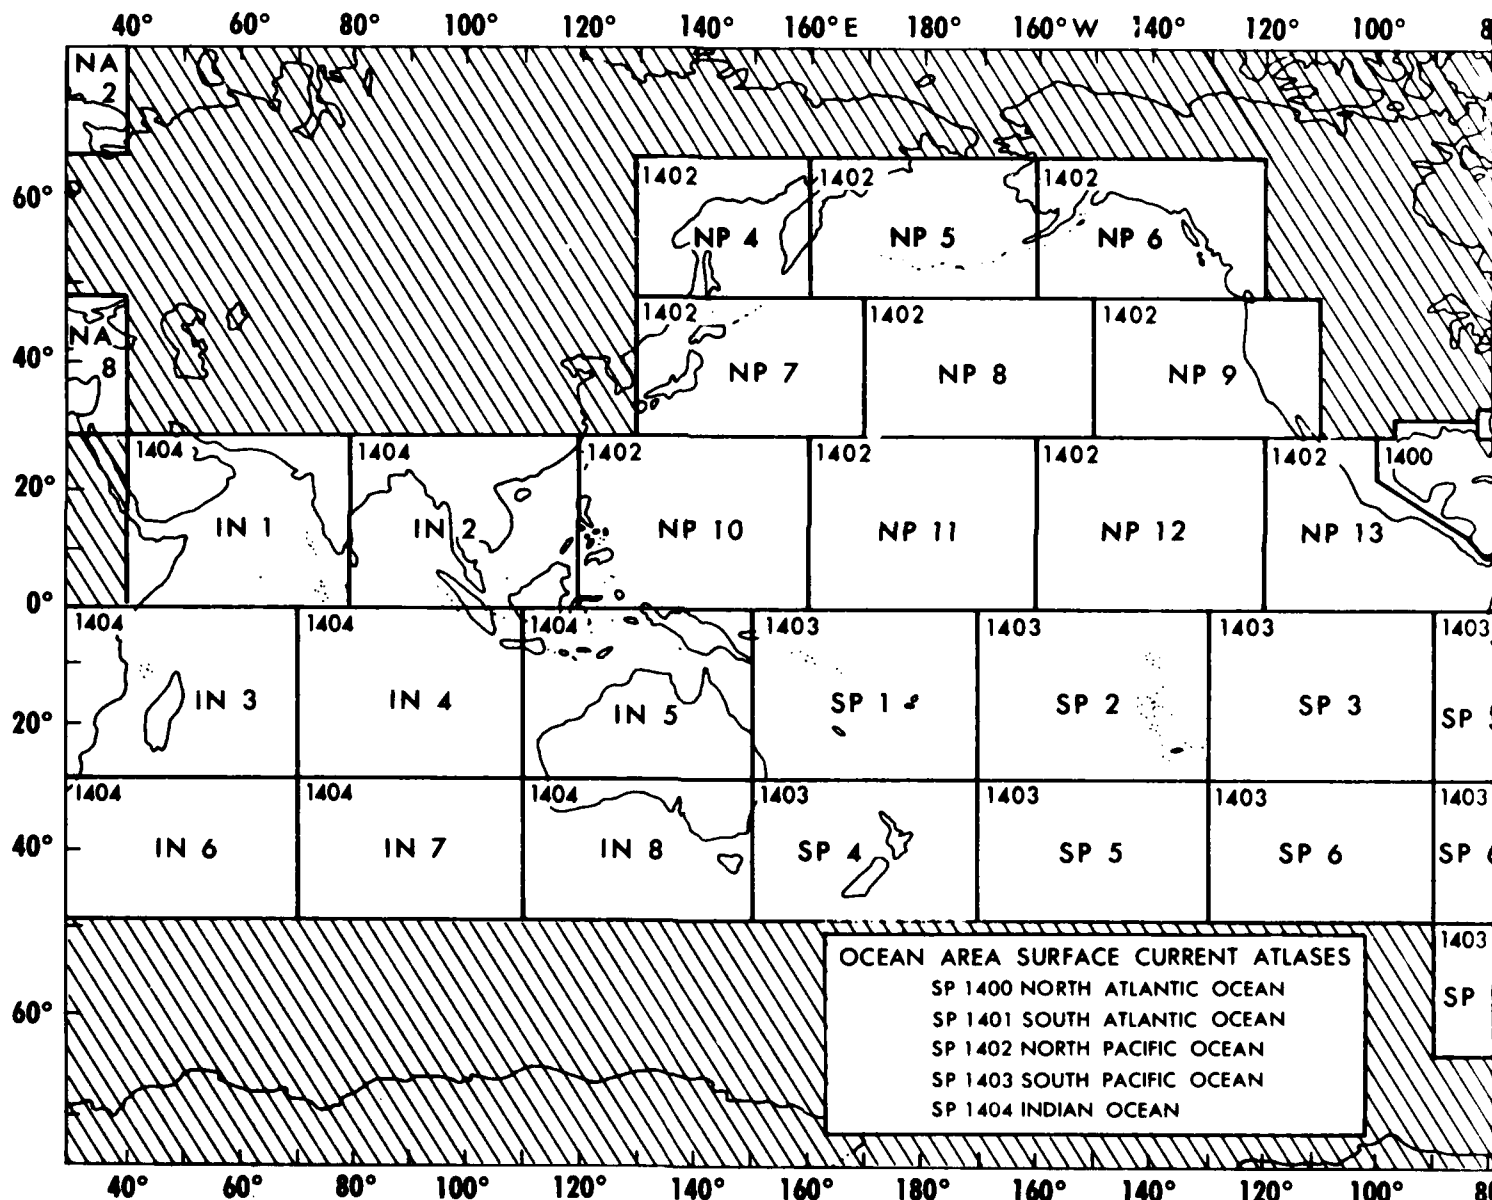 40° 60° 80° 100° 120° 140° 160° E 180° 160° W 140° 120° 100° 8
NA
2
60°
1402 1402 1402
NP 4 NP 5 NP 6
1402 1402 1402
NA
8
40°
NP 7 NP 8 NP 9
1404 1404 1402 1402 1402 1402 1400
20°
IN 1 IN 2 NP 10 NP 11 NP 12 NP 13
0°
1404 1404 1404 1403 1403 1403 1403
IN 3 IN 4 IN 5 SP 1 SP 2 SP 3 SP
20°
1404 1404 1404 1403 1403 1403 1403
40°
IN 6 IN 7 IN 8 SP 4 SP 5 SP 6 SP 6
1403
SP
60°
OCEAN AREA SURFACE CURRENT ATLASES
SP 1400 NORTH ATLANTIC OCEAN
SP 1401 SOUTH ATLANTIC OCEAN
SP 1402 NORTH PACIFIC OCEAN
SP 1403 SOUTH PACIFIC OCEAN
SP 1404 INDIAN OCEAN
40° 60° 80° 100° 120° 140° 160° 180° 160° 140° 120° 100° 80